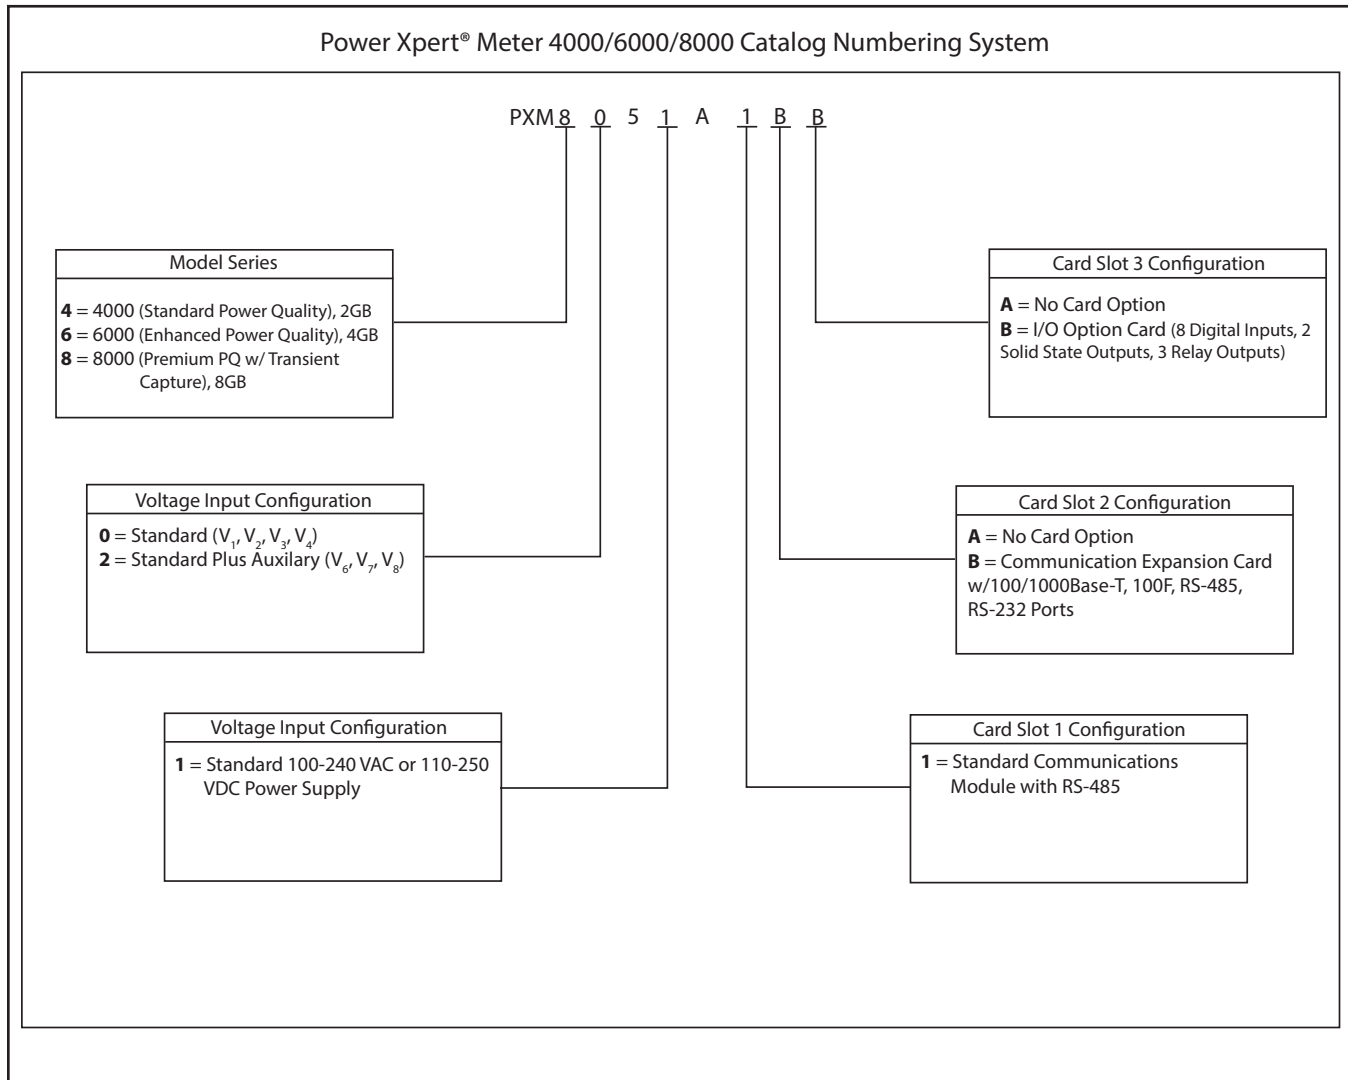 Power Xpert® Meter 4000/6000/8000 Catalog Numbering System
PXM 8 0 5 1 A 1 B B
Model Series
4 = 4000 (Standard Power Quality), 2GB
6 = 6000 (Enhanced Power Quality), 4GB
8 = 8000 (Premium PQ w/ Transient
Capture), 8GB
Voltage Input Configuration
0 = Standard (V1, V2, V3, V4)
2 = Standard Plus Auxilary (V6, V7, V8)
Voltage Input Configuration
1 = Standard 100-240 VAC or 110-250
VDC Power Supply
Card Slot 3 Configuration
A = No Card Option
B = I/O Option Card (8 Digital Inputs, 2
Solid State Outputs, 3 Relay Outputs)
Card Slot 2 Configuration
A = No Card Option
B = Communication Expansion Card
w/100/1000Base-T, 100F, RS-485,
RS-232 Ports
Card Slot 1 Configuration
1 = Standard Communications
Module with RS-485